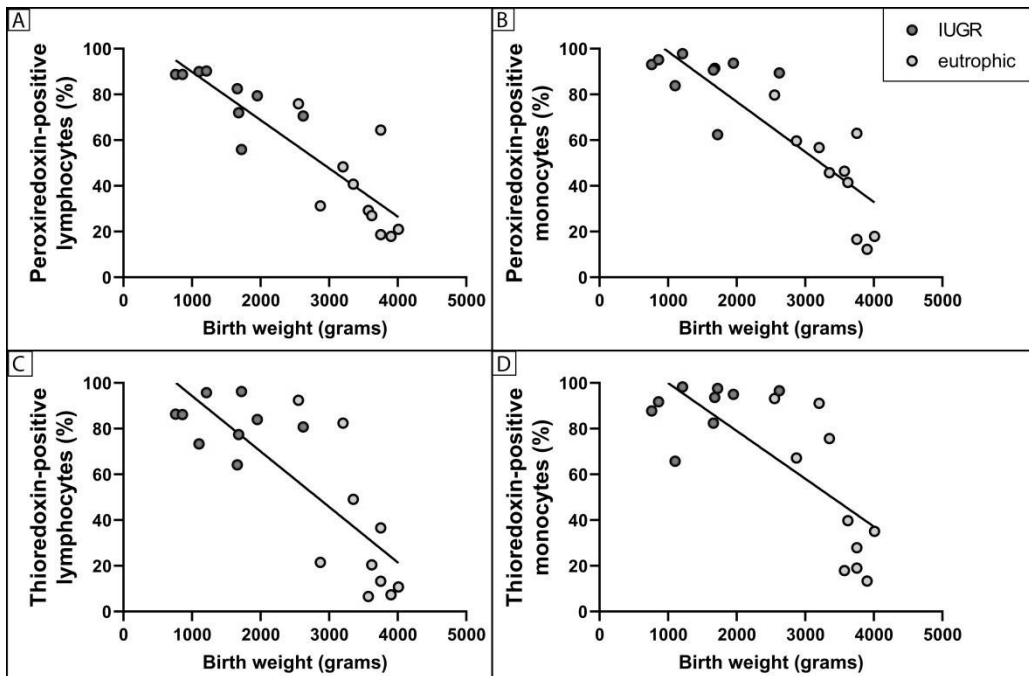 A
B
IUGR
eutrophic
Peroxiredoxin-positive
lymphocytes (%)
100
80
60
40
20
0
0 1000 2000 3000 4000 5000
Birth weight (grams)
Peroxiredoxin-positive
monocytes (%)
100
80
60
40
20
0
0 1000 2000 3000 4000 5000
Birth weight (grams)
C
D
Thioredoxin-positive
lymphocytes (%)
100
80
60
40
20
0
0 1000 2000 3000 4000 5000
Birth weight (grams)
Thioredoxin-positive
monocytes (%)
100
80
60
40
20
0
0 1000 2000 3000 4000 5000
Birth weight (grams)